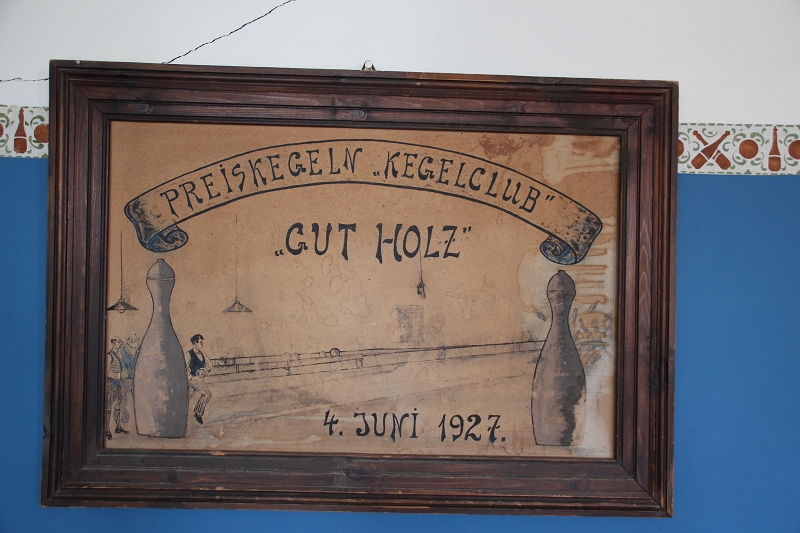 PREISKEGELN „KEGELCLUB"
„GUT HOLZ"
4. JUNI 1927.